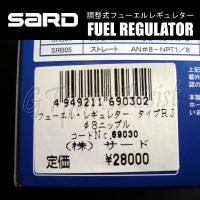 SARD 調整式フューエルレギュレター
FUEL REGULATOR
SRB05 ストレート AN#8-NPT1/8
4 949211 690302
フューエル・レギュレター タイプRJ
φ8ニップル
コードNo.69030
(株) サード
定価 ¥28000